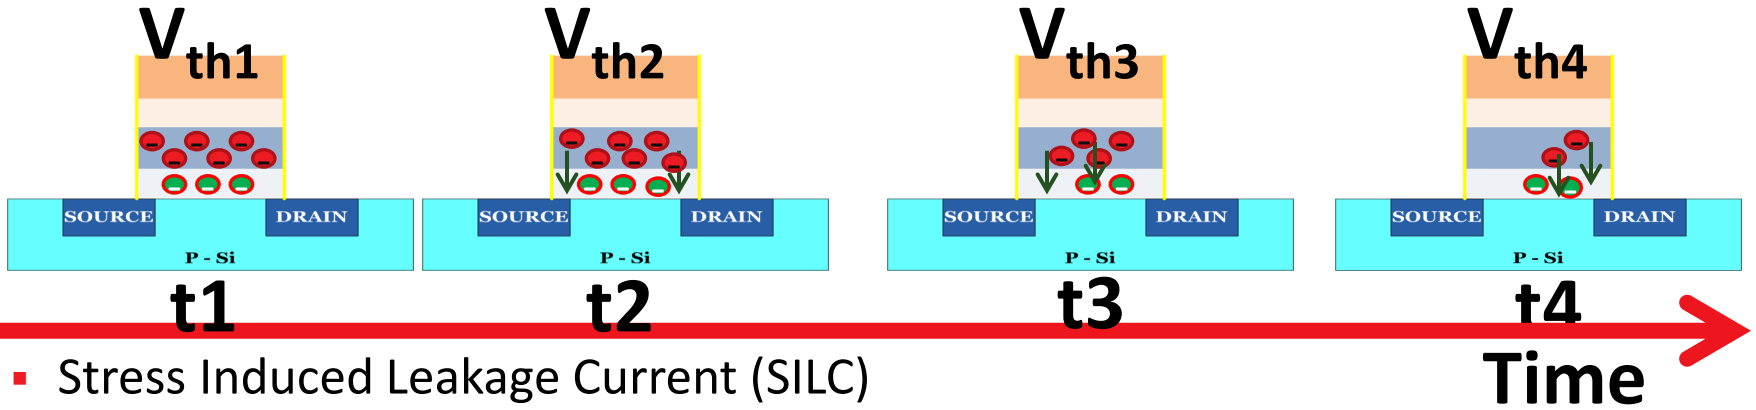 Vth1 Vth2 Vth3 Vth4
SOURCE DRAIN SOURCE DRAIN SOURCE DRAIN SOURCE DRAIN
P - Si P - Si P - Si P - Si
t1 t2 t3 t4
Time
▪ Stress Induced Leakage Current (SILC)